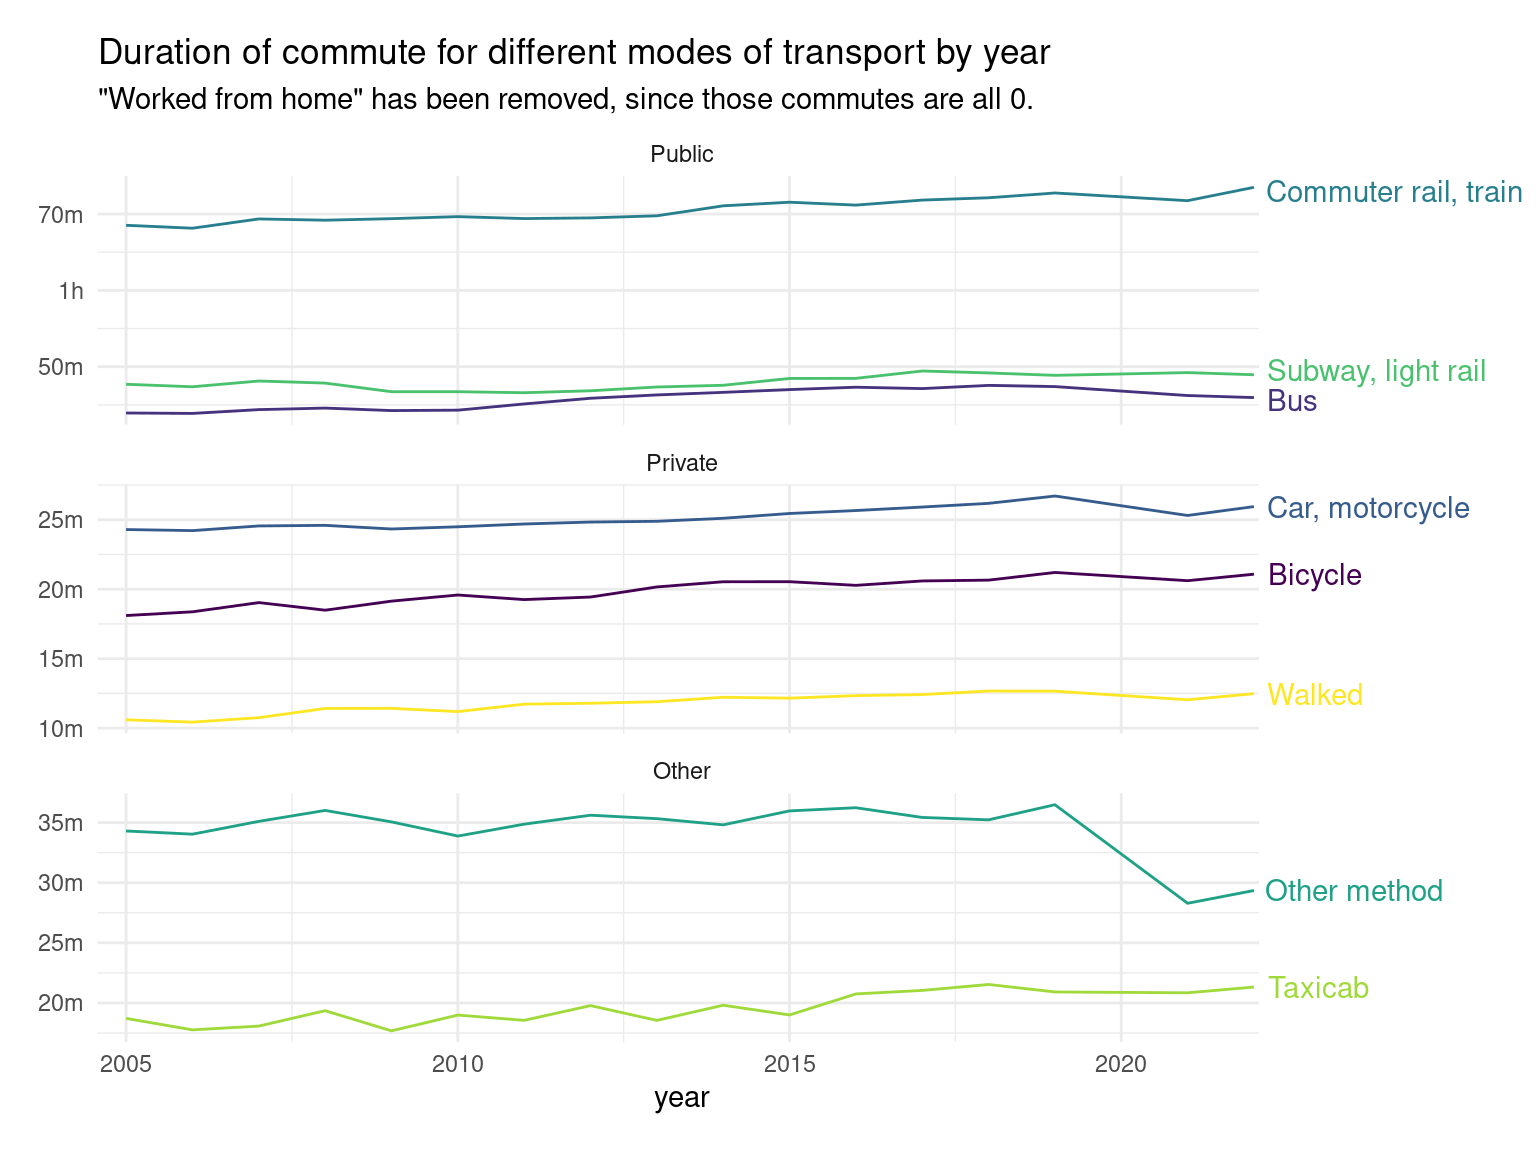 Duration of commute for different modes of transport by year
"Worked from home" has been removed, since those commutes are all 0.
Public
70m
1h
50m
Commuter rail, train
Subway, light rail
Bus
Private
25m
20m
15m
10m
Car, motorcycle
Bicycle
Walked
Other
35m
30m
25m
20m
Other method
Taxicab
2005 2010 2015 2020
year